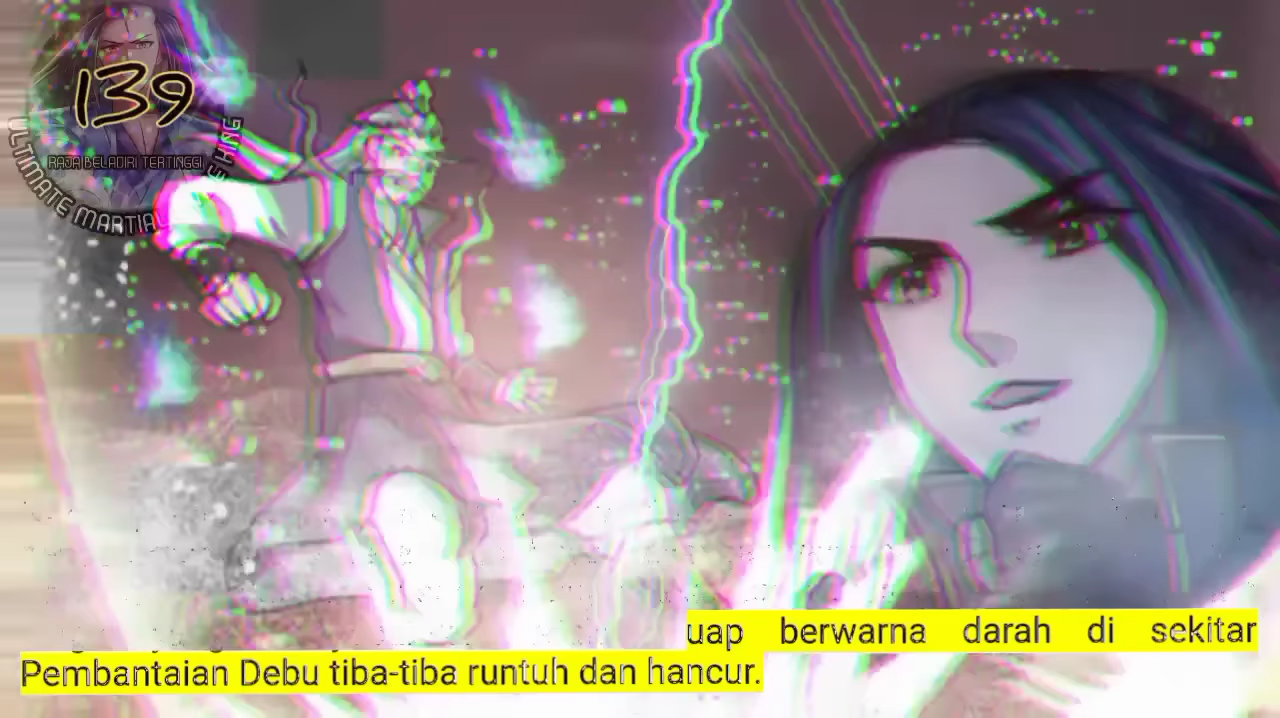 139
RAJA BELADIRI TERTINGGI
ULTIMATE MARTIAL
uap berwarna darah di sekitar
Pembantaian Debu tiba-tiba runtuh dan hancur.